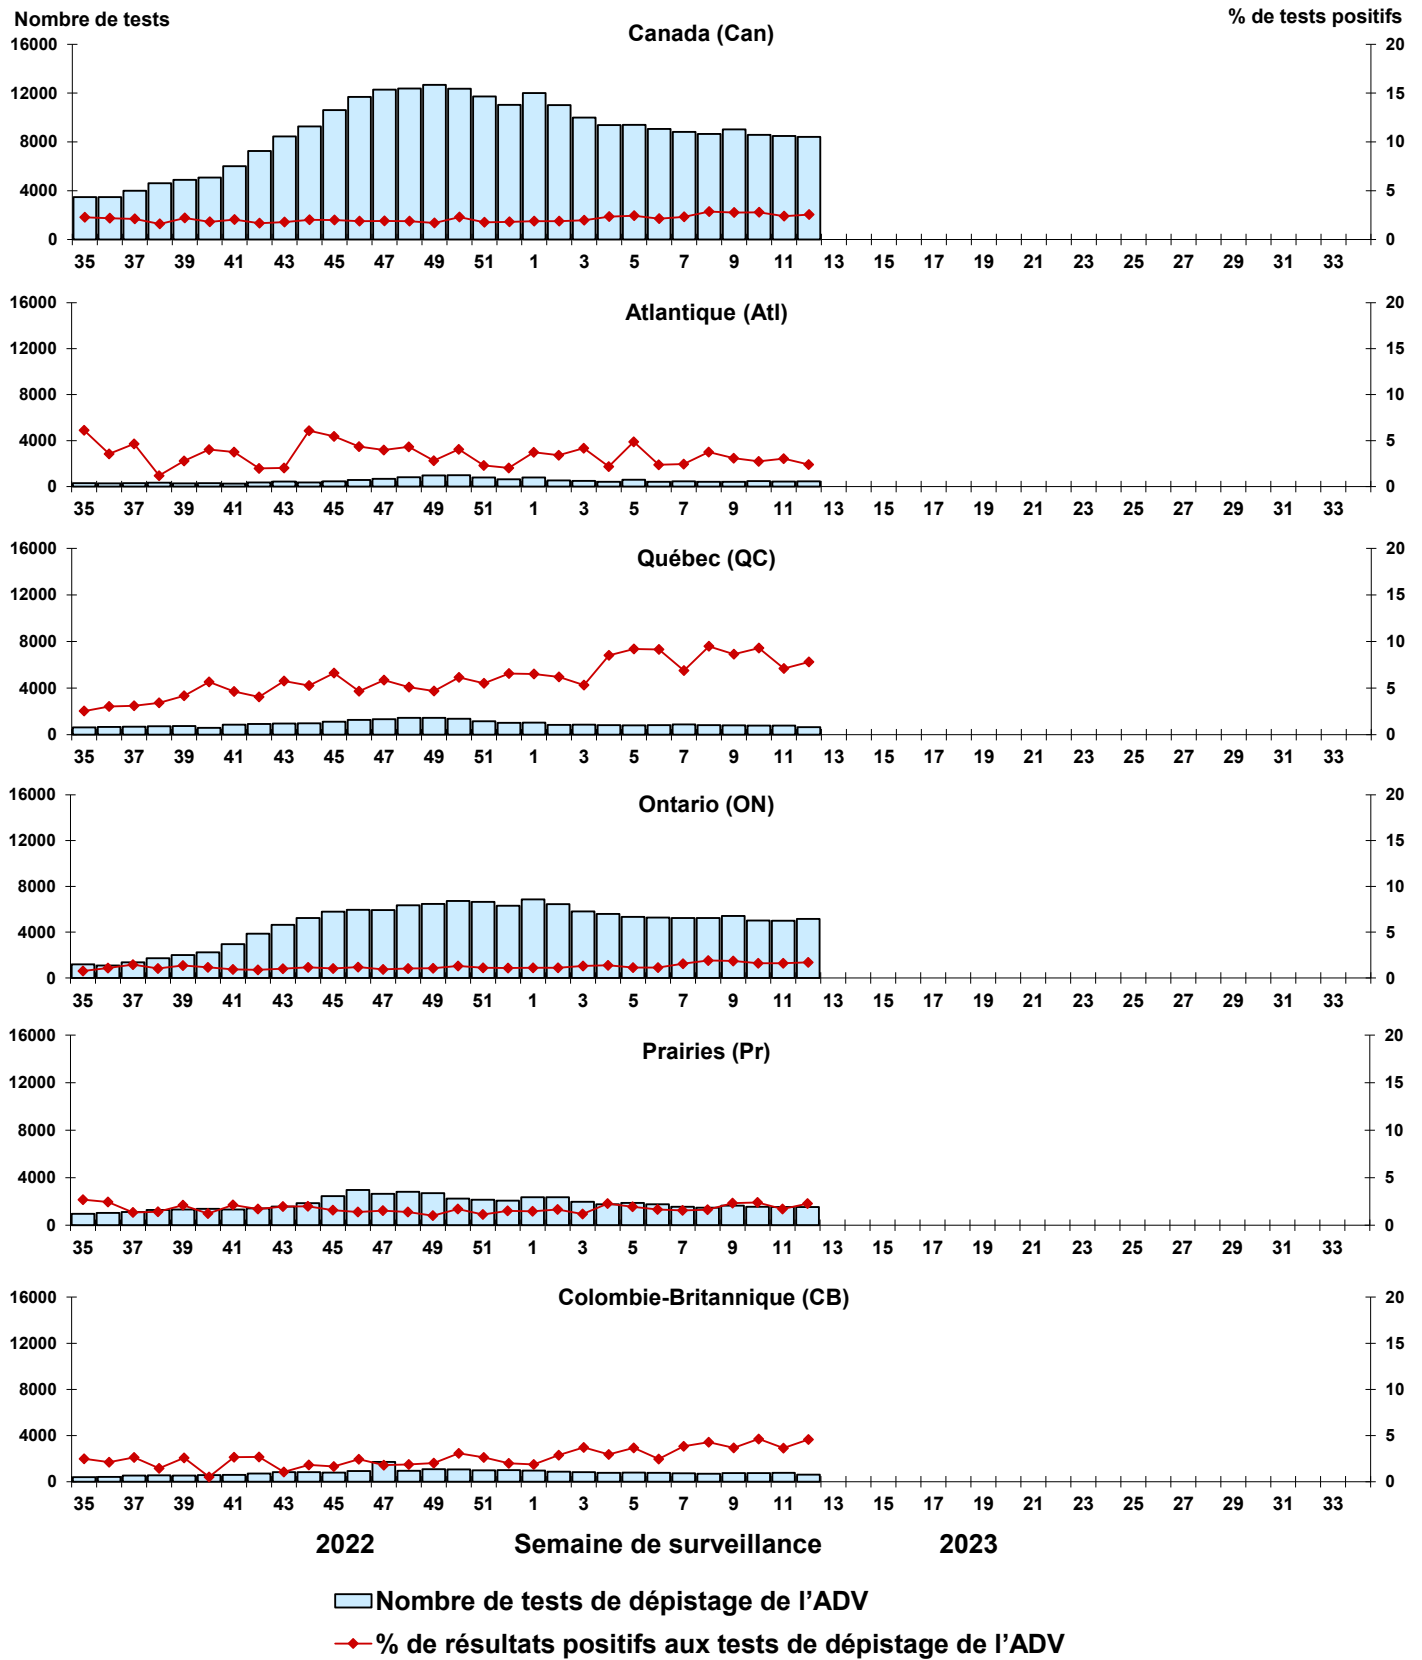 Nombre de tests
% de tests positifs
Canada (Can)
16000 20
12000 15
8000 10
4000 5
0 0
35 37 39 41 43 45 47 49 51 1 3 5 7 9 11 13 15 17 19 21 23 25 27 29 31 33
Atlantique (Atl)
16000 20
12000 15
8000 10
4000 5
0 0
35 37 39 41 43 45 47 49 51 1 3 5 7 9 11 13 15 17 19 21 23 25 27 29 31 33
Québec (QC)
16000 20
12000 15
8000 10
4000 5
0 0
35 37 39 41 43 45 47 49 51 1 3 5 7 9 11 13 15 17 19 21 23 25 27 29 31 33
Ontario (ON)
16000 20
12000 15
8000 10
4000 5
0 0
35 37 39 41 43 45 47 49 51 1 3 5 7 9 11 13 15 17 19 21 23 25 27 29 31 33
Prairies (Pr)
16000 20
12000 15
8000 10
4000 5
0 0
35 37 39 41 43 45 47 49 51 1 3 5 7 9 11 13 15 17 19 21 23 25 27 29 31 33
Colombie-Britannique (CB)
16000 20
12000 15
8000 10
4000 5
0 0
35 37 39 41 43 45 47 49 51 1 3 5 7 9 11 13 15 17 19 21 23 25 27 29 31 33
2022 Semaine de surveillance 2023
Nombre de tests de dépistage de l’ADV
% de résultats positifs aux tests de dépistage de l’ADV